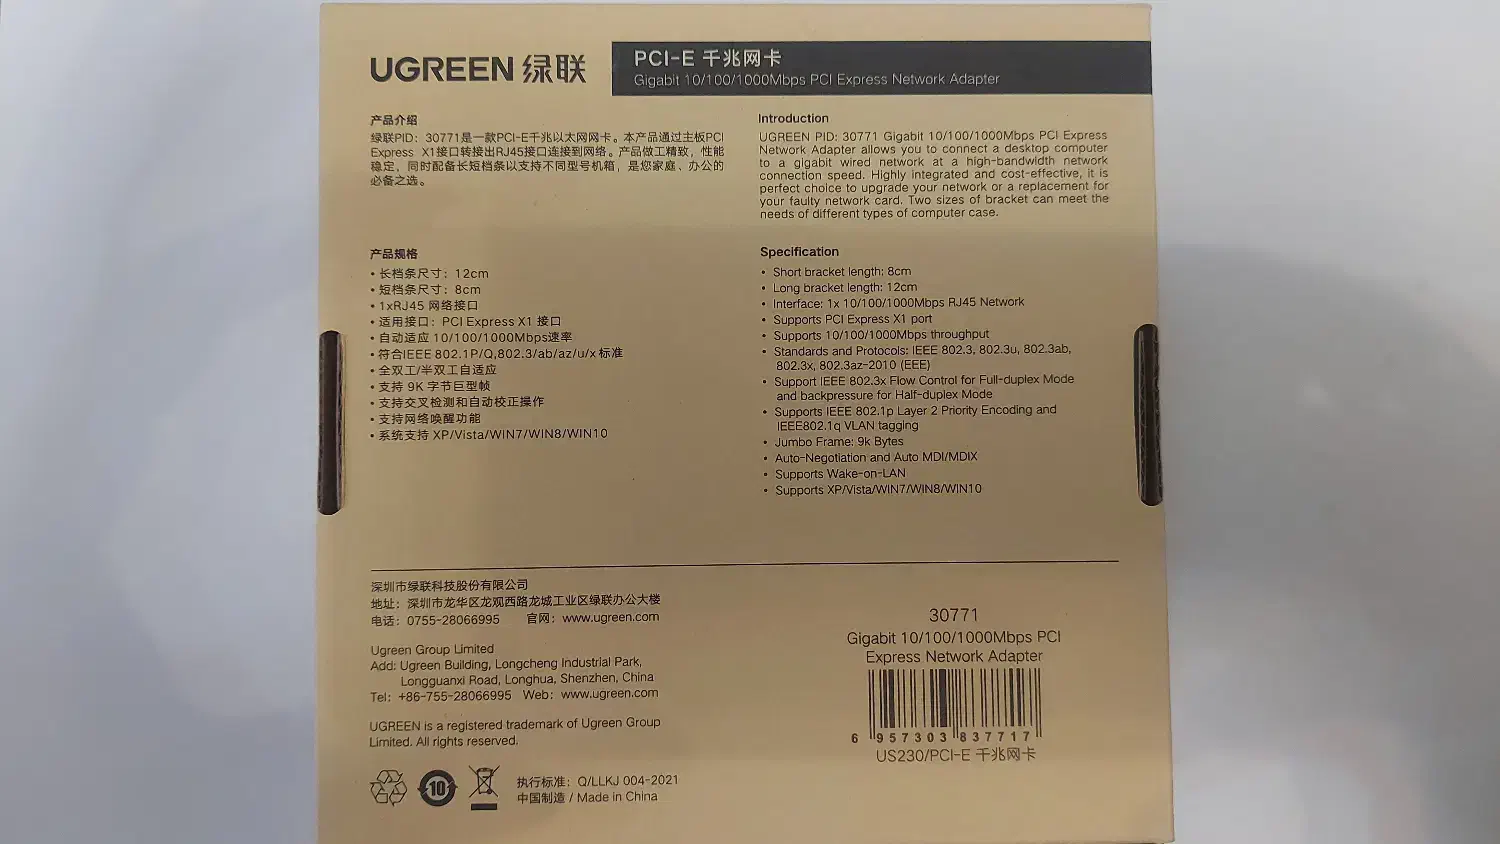 UGREEN 绿联
PCI-E 千兆网卡
Gigabit 10/100/1000Mbps PCI Express Network Adapter
产品介绍
绿联PID：30771是一款PCI-E千兆以太网网卡。本产品通过主板PCI
Express X1接口转接出RJ45接口连接到网络。产品做工精致，性能
稳定，同时配备长短档条以支持不同型号机箱，是您家庭、办公的
必备之选。
Introduction
UGREEN PID: 30771 Gigabit 10/100/1000Mbps PCI Express
Network Adapter allows you to connect a desktop computer
to a gigabit wired network at a high-bandwidth network
connection speed. Highly integrated and cost-effective, it is
perfect choice to upgrade your network or a replacement for
your faulty network card. Two sizes of bracket can meet the
needs of different types of computer case.
产品规格
• 长档条尺寸：12cm
• 短档条尺寸：8cm
• 1xRJ45 网络接口
• 适用接口：PCI Express X1 接口
• 自动适应 10/100/1000Mbps速率
• 符合IEEE 802.1P/Q,802.3/ab/az/u/x标准
• 全双工/半双工自适应
• 支持 9K 字节巨型帧
• 支持交叉检测和自动校正操作
• 支持网络唤醒功能
• 系统支持 XP/Vista/WIN7/WIN8/WIN10
Specification
• Short bracket length: 8cm
• Long bracket length: 12cm
• Interface: 1x 10/100/1000Mbps RJ45 Network
• Supports PCI Express X1 port
• Supports 10/100/1000Mbps throughput
• Standards and Protocols: IEEE 802.3, 802.3u, 802.3ab,
802.3x, 802.3az-2010 (EEE)
• Support IEEE 802.3x Flow Control for Full-duplex Mode
and backpressure for Half-duplex Mode
• Supports IEEE 802.1p Layer 2 Priority Encoding and
IEEE802.1q VLAN tagging
• Jumbo Frame: 9k Bytes
• Auto-Negotiation and Auto MDI/MDIX
• Supports Wake-on-LAN
• Supports XP/Vista/WIN7/WIN8/WIN10
深圳市绿联科技股份有限公司
地址：深圳市龙华区龙观西路龙城工业区绿联办公大楼
电话：0755-28066995 官网：www.ugreen.com
Ugreen Group Limited
Add: Ugreen Building, Longcheng Industrial Park,
Longguanxi Road, Longhua, Shenzhen, China
Tel: +86-755-28066995 Web: www.ugreen.com
UGREEN is a registered trademark of Ugreen Group
Limited. All rights reserved.
10
执行标准：Q/LLKJ 004-2021
中国制造 / Made in China
30771
Gigabit 10/100/1000Mbps PCI
Express Network Adapter
6 957303 837717
US230/PCI-E 千兆网卡